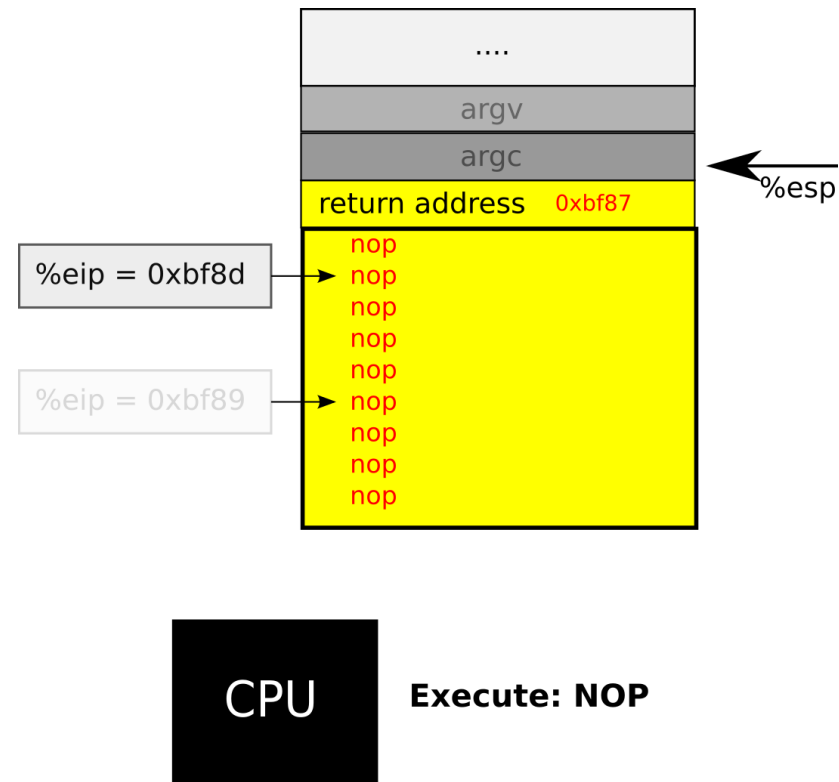 ....
argv
argc
%esp
return address 0xbf87
nop
%eip = 0xbf8d
nop
nop
nop
nop
%eip = 0xbf89
nop
nop
nop
nop
CPU
Execute: NOP